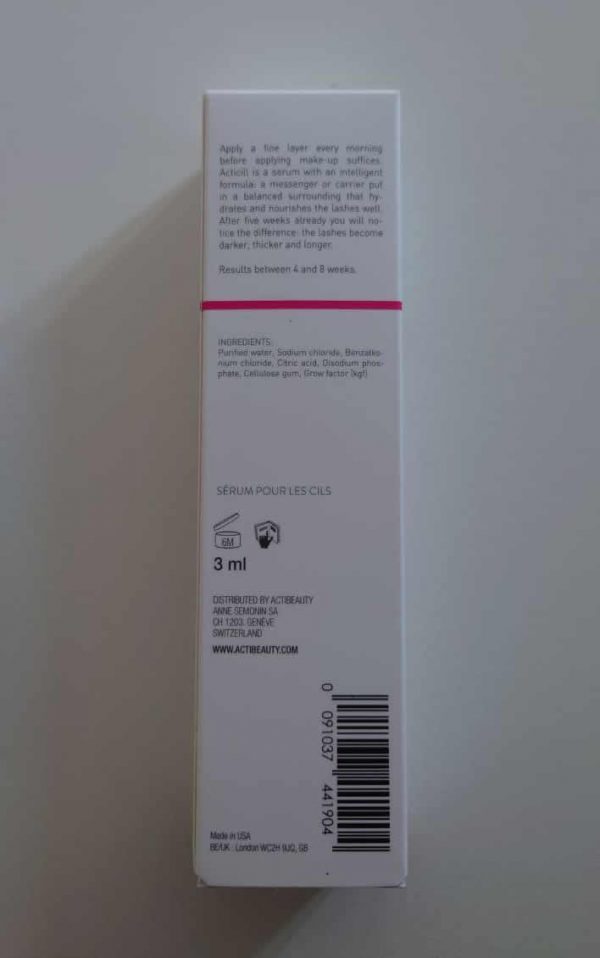 Apply a fine layer every morning
before applying make-up suffices.
Acticill is a serum with an intelligent
formula: a messenger or carrier put
in a balanced surrounding that hy-
drates and nourishes the lashes well.
After five weeks already you will no-
tice the difference: the lashes become
darker, thicker and longer.
Results between 4 and 8 weeks.
INGREDIENTS:
Purified water, Sodium chloride, Benzalko-
nium chloride, Citric acid, Disodium phos-
phate, Cellulose gum, Grow factor (kgf)
SÉRUM POUR LES CILS
6M
3 ml
DISTRIBUTED BY ACTIBEAUTY
ANNE SEMONIN SA
CH 1203. GENÈVE
SWITZERLAND
WWW.ACTIBEAUTY.COM
0 091037 441904
Made in USA
BE/UK : London WC2H 9JQ, GB